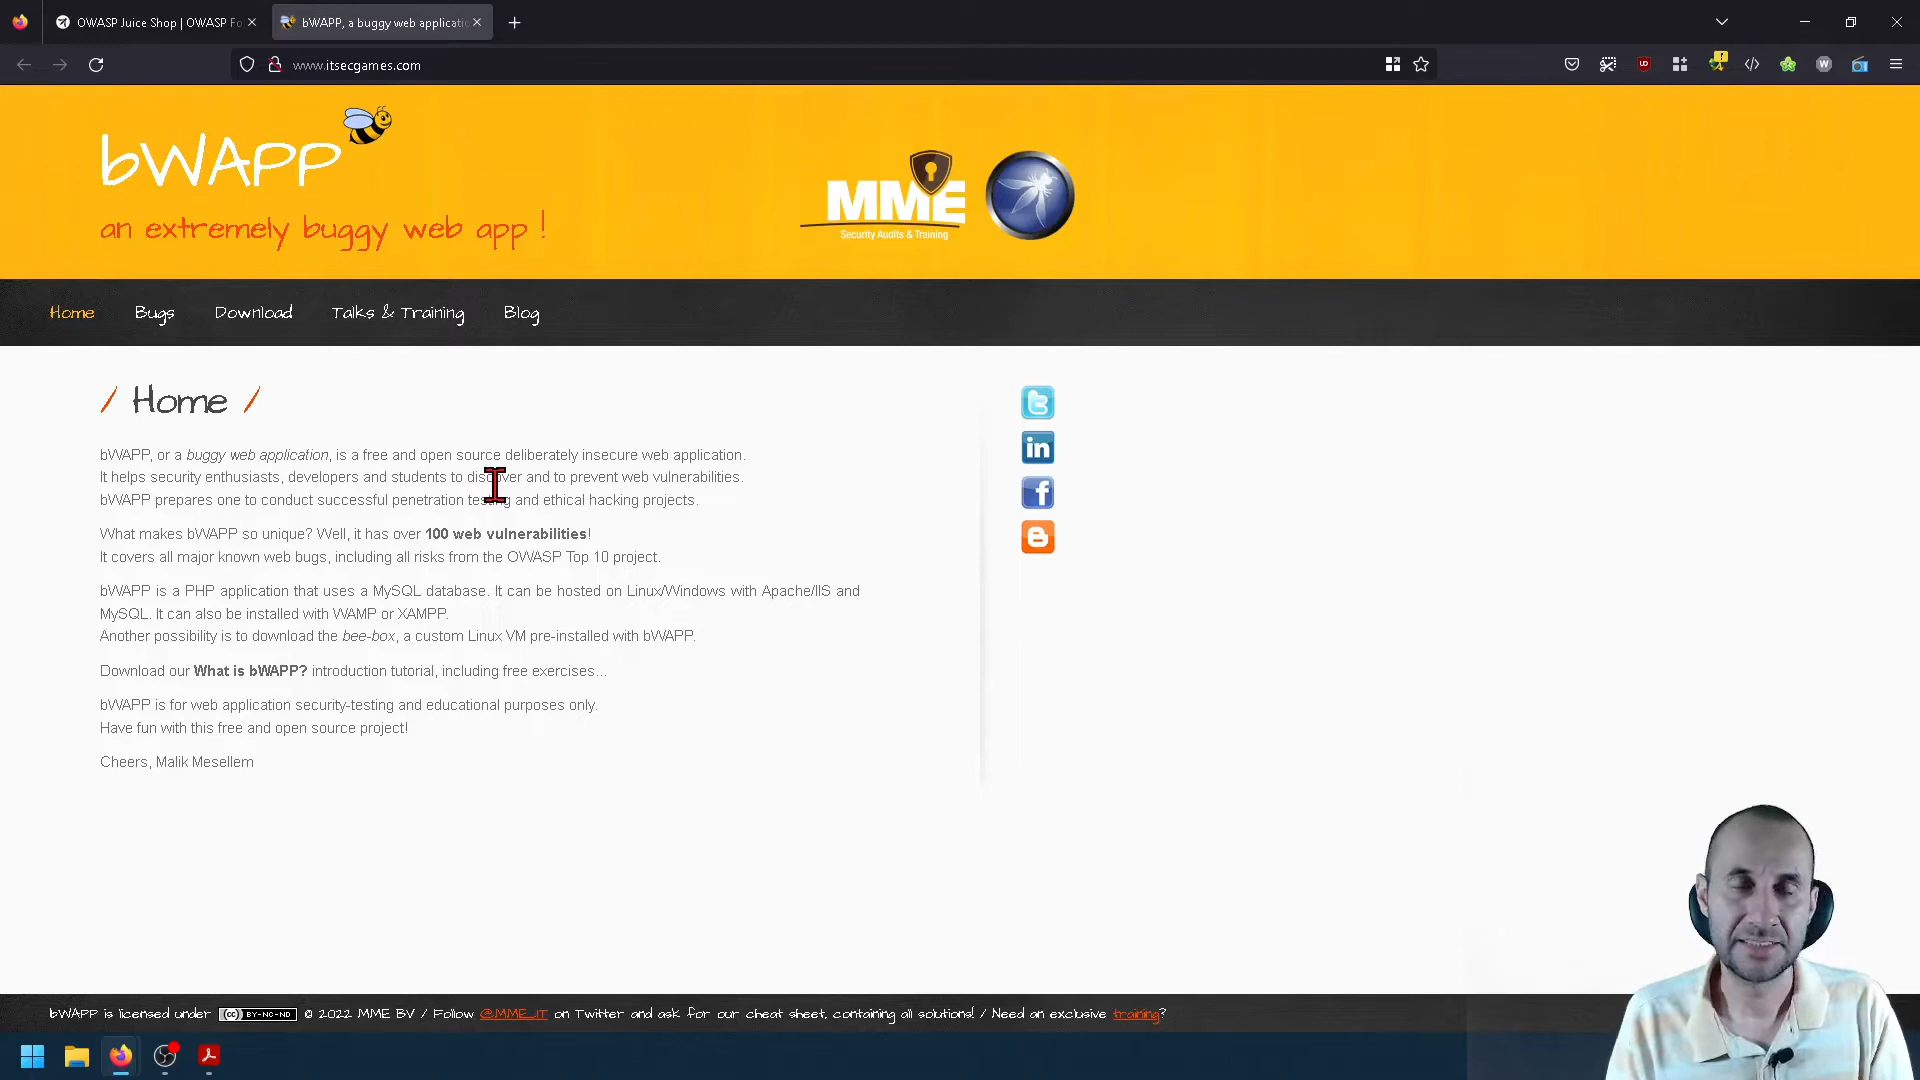 OWASP Juice Shop | OWASP Fo
bWAPP, a buggy web applicati
www.itsecgames.com
bWAPP
an extremely buggy web app !
MME
Security Audits & Training
Home
Bugs
Download
Talks & Training
Blog
/ Home /
bWAPP, or a buggy web application, is a free and open source deliberately insecure web application.
It helps security enthusiasts, developers and students to discover and to prevent web vulnerabilities.
bWAPP prepares one to conduct successful penetration testing and ethical hacking projects.
What makes bWAPP so unique? Well, it has over 100 web vulnerabilities!
It covers all major known web bugs, including all risks from the OWASP Top 10 project.
bWAPP is a PHP application that uses a MySQL database. It can be hosted on Linux/Windows with Apache/IIS and
MySQL. It can also be installed with WAMP or XAMPP.
Another possibility is to download the bee-box, a custom Linux VM pre-installed with bWAPP.
Download our What is bWAPP? introduction tutorial, including free exercises...
bWAPP is for web application security-testing and educational purposes only.
Have fun with this free and open source project!
Cheers, Malik Mesellem
bWAPP is licensed under (cc) BY-NC-ND © 2022 MME BV / Follow @MME_IT on Twitter and ask for our cheat sheet, containing all solutions! / Need an exclusive training?